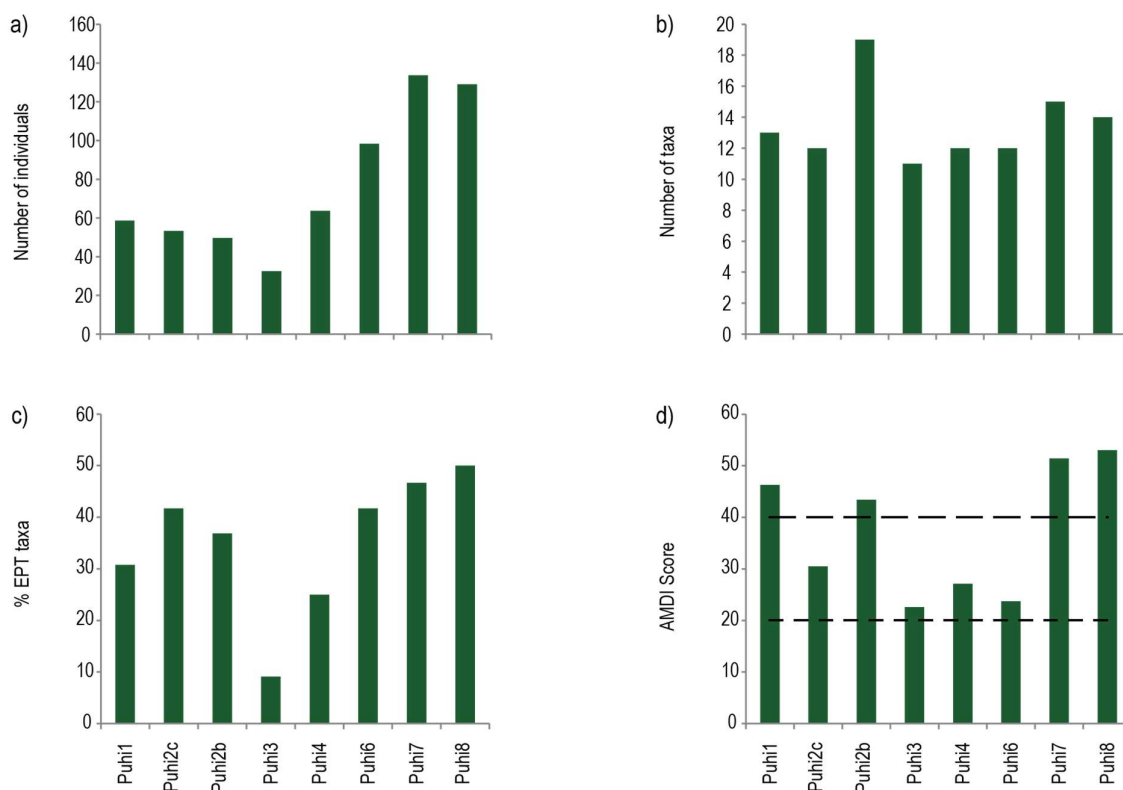 a)
Number of individuals
160
140
120
100
80
60
40
20
0
b)
Number of taxa
20
18
16
14
12
10
8
6
4
2
0
c)
% EPT taxa
60
50
40
30
20
10
0
Puhi1
Puhi2c
Puhi2b
Puhi3
Puhi4
Puhi6
Puhi7
Puhi8
d)
AMDI Score
60
50
40
30
20
10
0
Puhi1
Puhi2c
Puhi2b
Puhi3
Puhi4
Puhi6
Puhi7
Puhi8